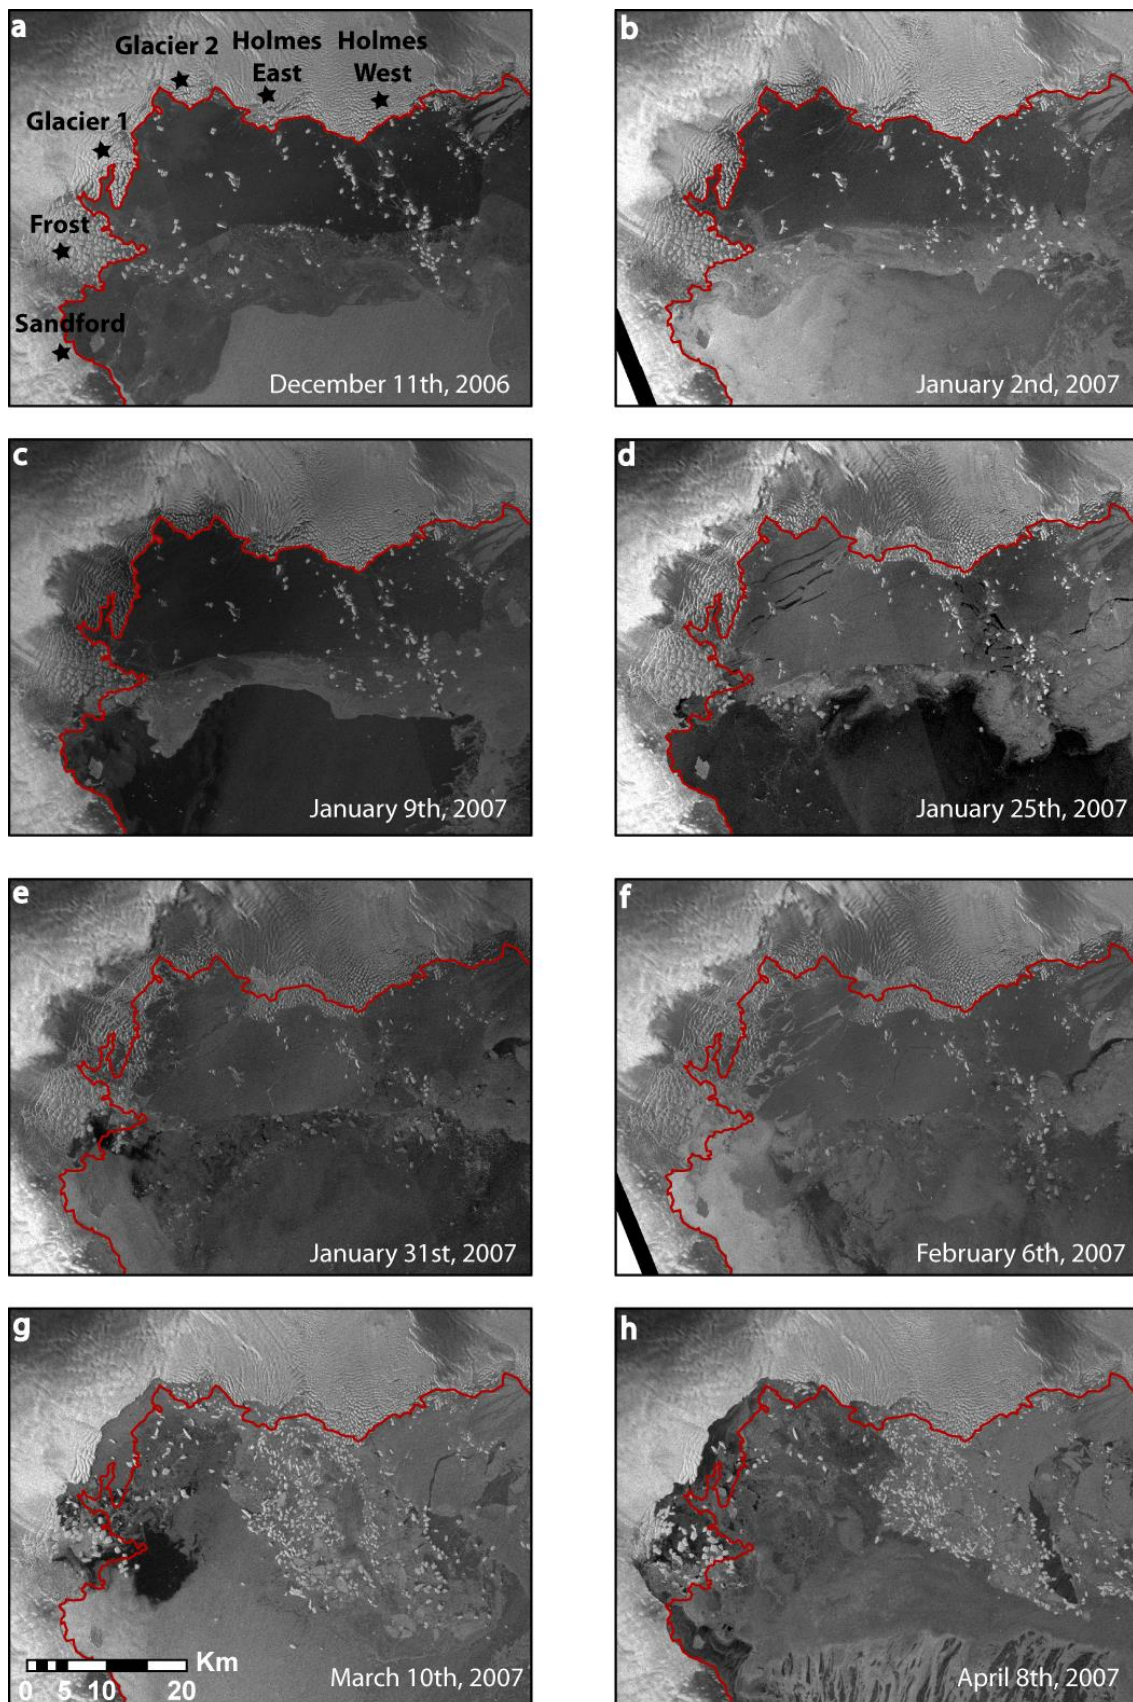 a
Glacier 2
Holmes
East
Holmes
West
Glacier 1
Frost
Sandford
December 11th, 2006
b
January 2nd, 2007
c
January 9th, 2007
d
January 25th, 2007
e
January 31st, 2007
f
February 6th, 2007
g
Km
0 5 10 20
March 10th, 2007
h
April 8th, 2007